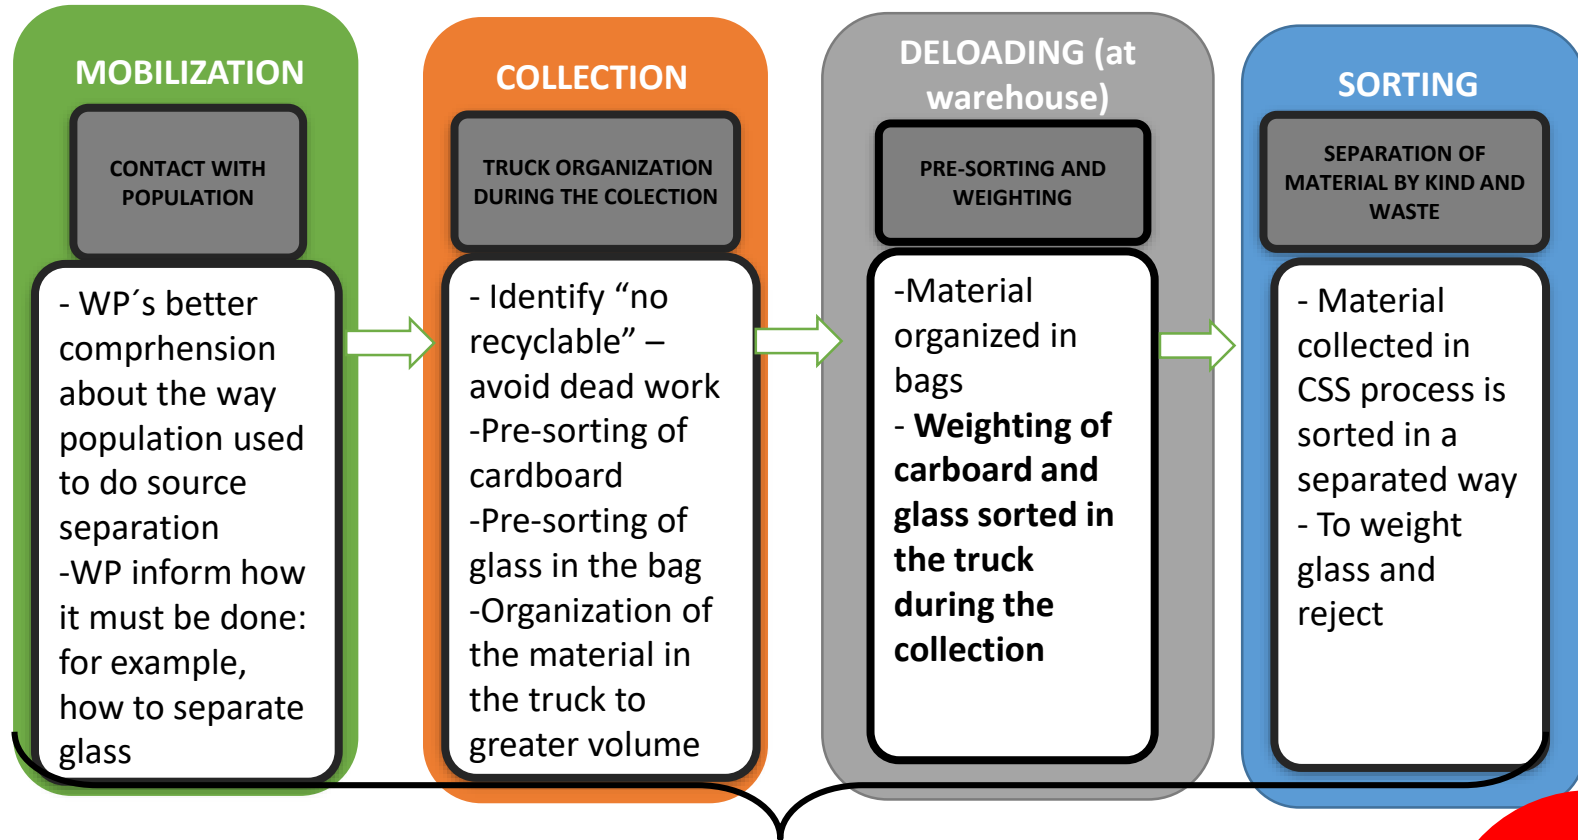 MOBILIZATION
CONTACT WITH
POPULATION
- WP´s better
comprhension
about the way
population used
to do source
separation
-WP inform how
it must be done:
for example,
how to separate
glass
COLLECTION
TRUCK ORGANIZATION
DURING THE COLECTION
- Identify “no
recyclable” –
avoid dead work
-Pre-sorting of
cardboard
-Pre-sorting of
glass in the bag
-Organization of
the material in
the truck to
greater volume
DELOADING (at
warehouse)
PRE-SORTING AND
WEIGHTING
-Material
organized in
bags
- Weighting of
carboard and
glass sorted in
the truck
during the
collection
SORTING
SEPARATION OF
MATERIAL BY KIND AND
WASTE
- Material
collected in
CSS process is
sorted in a
separated way
- To weight
glass and
reject